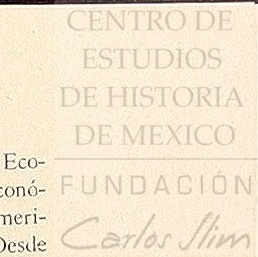 CENTRO DE
ESTUDIOS
DE HISTORIA
DE MEXICO
FUNDACIÓN
Carlos Slim
Eco-
conó-
meri-
Desde